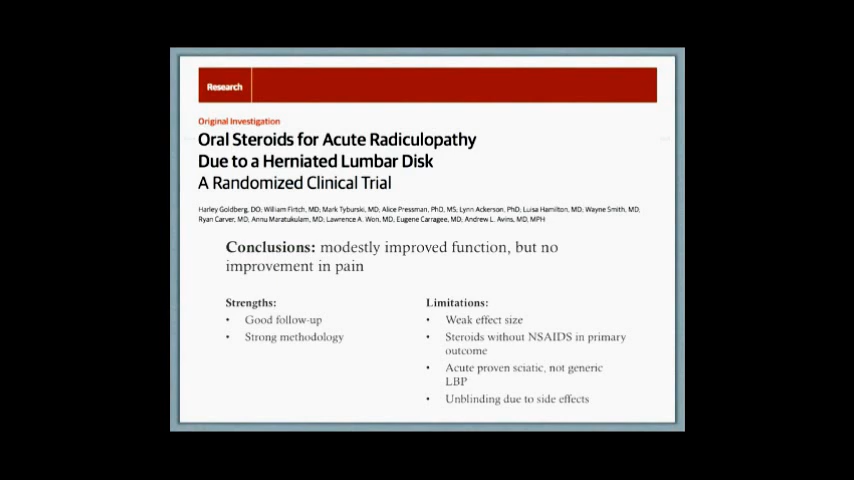 Research
Original Investigation
Oral Steroids for Acute Radiculopathy
Due to a Herniated Lumbar Disk
A Randomized Clinical Trial
Harley Goldberg, DO; William Firtch, MD; Mark Tyburski, MD; Alice Pressman, PhD, MS; Lynn Ackerson, PhD; Luisa Hamilton, MD; Wayne Smith, MD;
Ryan Carver, MD; Annu Maratukulam, MD; Lawrence A. Won, MD; Eugene Carragee, MD; Andrew L. Avins, MD, MPH
Conclusions: modestly improved function, but no
improvement in pain
Strengths:
• Good follow-up
• Strong methodology
Limitations:
• Weak effect size
• Steroids without NSAIDS in primary
outcome
• Acute proven sciatic, not generic
LBP
• Unblinding due to side effects